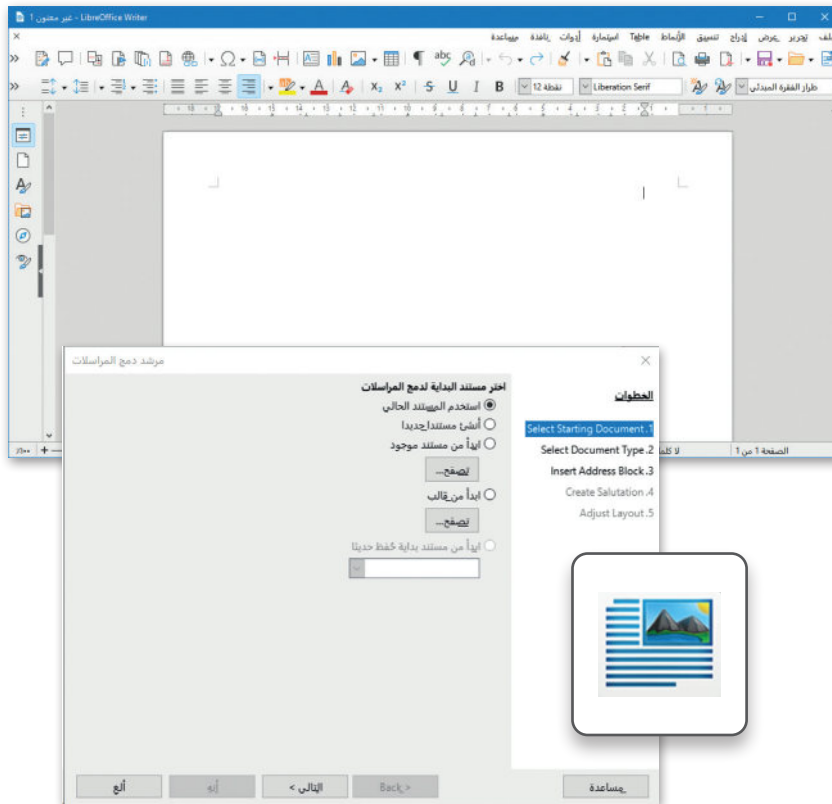 عير معنون 1 - LibreOffice Writer
ملف تحرير عرض إدراج تنسيق الأنماط Table استمارة أدوات نافذة مساعدة
طراز الفقرة المبدئي Liberation Serif 12 نقطة
الصفحة 1 من 1
مرشد دمج المراسلات
الخطوات
Select Starting Document .1
Select Document Type .2
Insert Address Block .3
Create Salutation .4
Adjust Layout .5
اختر مستند البداية لدمج المراسلات
استخدم المستند الحالي
أنشئ مستندا جديدا
ابدأ من مستند موجود
تصفح...
ابدأ من قالب
تصفح...
ابدأ من مستند بداية حُفظ حديثا
مساعدة
Back
التالي >
أنهِ
ألغ